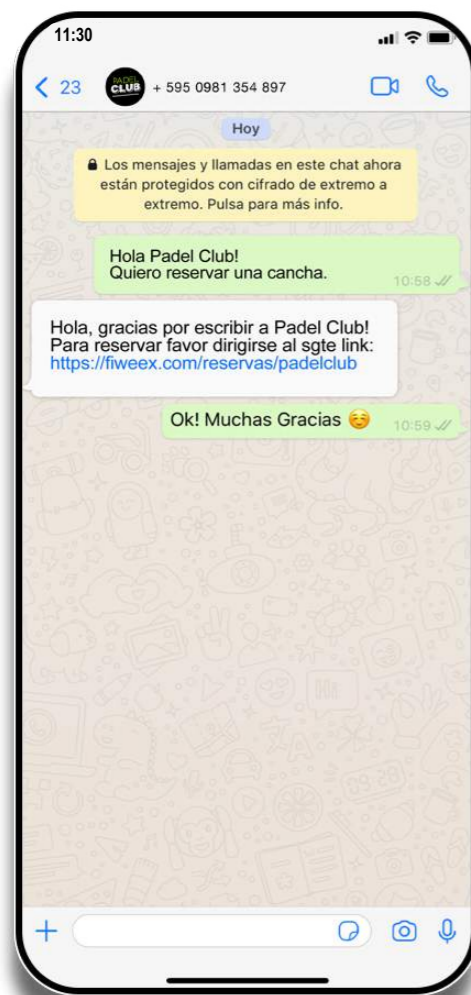 11:30
23
PADEL
CLUB
+ 595 0981 354 897
Hoy
Los mensajes y llamadas en este chat ahora
están protegidos con cifrado de extremo a
extremo. Pulsa para más info.
Hola Padel Club!
Quiero reservar una cancha.
10:58
Hola, gracias por escribir a Padel Club!
Para reservar favor dirigirse al sgte link:
https://fiweex.com/reservas/padelclub
Ok! Muchas Gracias ☺️
10:59